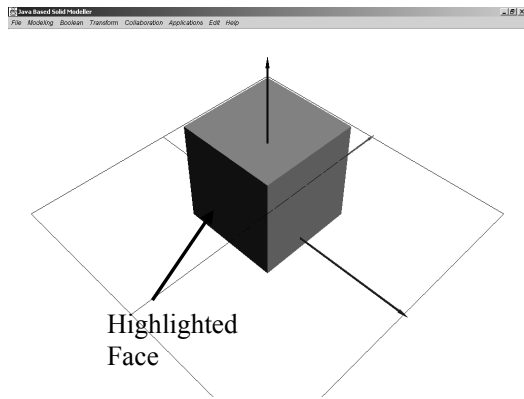 Java Based Solid Modeller
File Modeling Boolean Transform Collaboration Applications Edit Help
Highlighted
Face